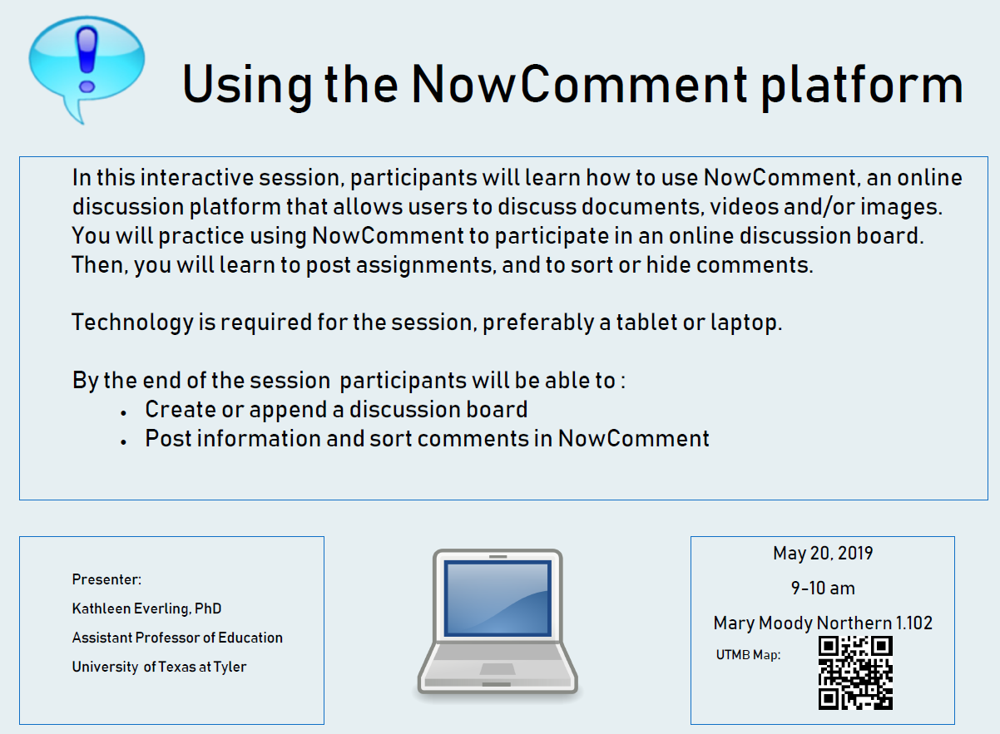 Using the NowComment platform
In this interactive session, participants will learn how to use NowComment, an online
discussion platform that allows users to discuss documents, videos and/or images.
You will practice using NowComment to participate in an online discussion board.
Then, you will learn to post assignments, and to sort or hide comments.
Technology is required for the session, preferably a tablet or laptop.
By the end of the session  participants will be able to :
• Create or append a discussion board
• Post information and sort comments in NowComment
Presenter:
Kathleen Everling, PhD
Assistant Professor of Education
University of Texas at Tyler
May 20, 2019
9-10 am
Mary Moody Northern 1.102
UTMB Map: